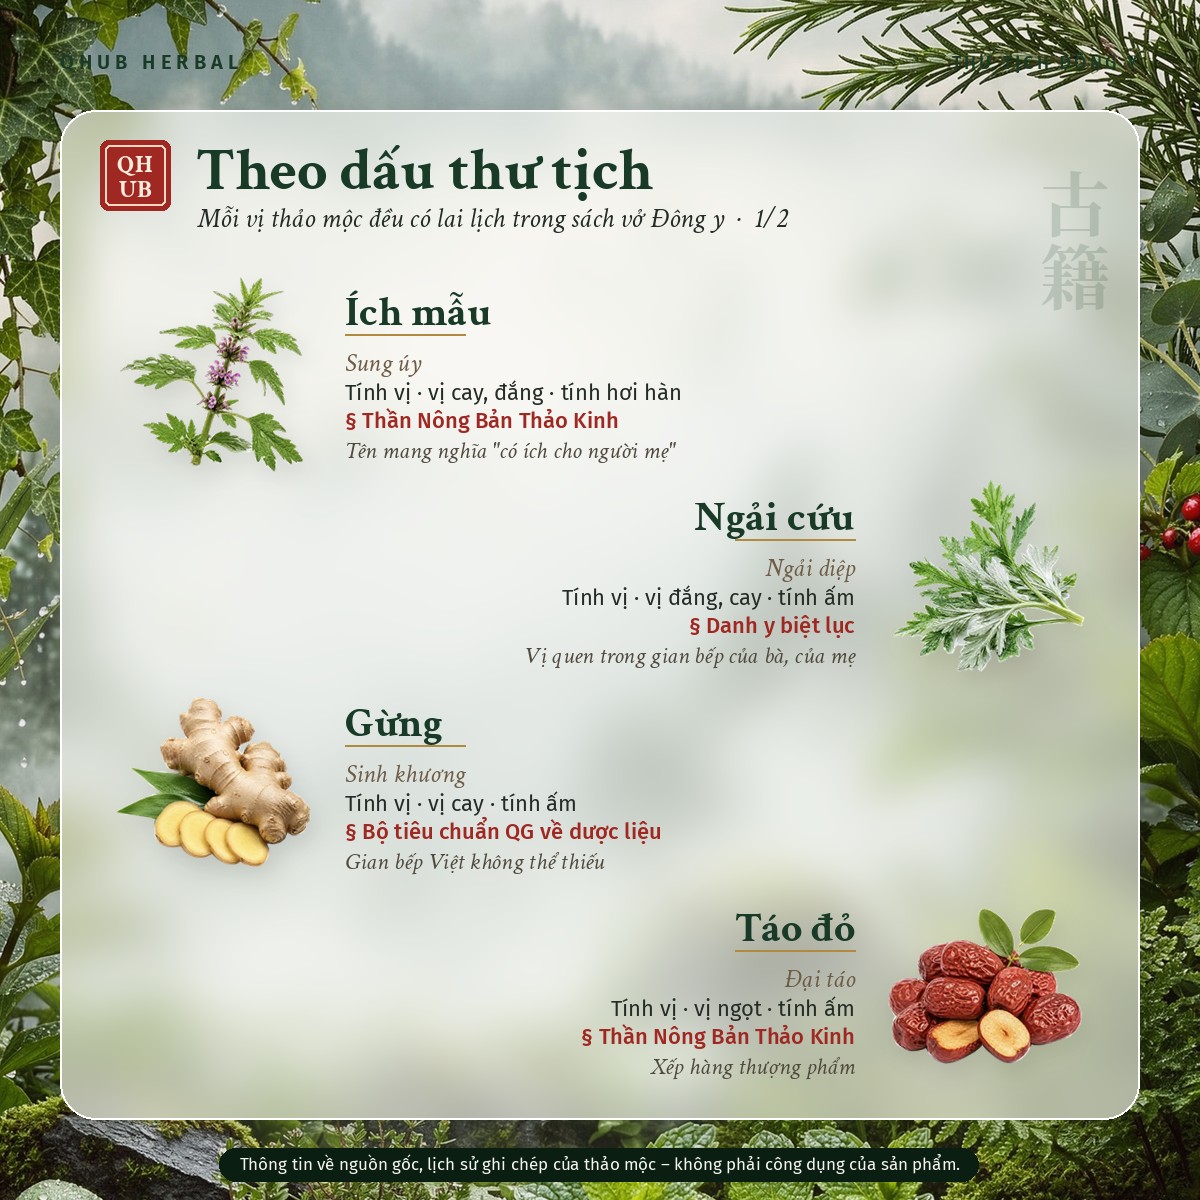 QHUB HERBAL
QH
UB
Theo dấu thư tịch
Mỗi vị thảo mộc đều có lai lịch trong sách vở Đông y · 1/2
古
籍
Ích mẫu
Sung úy
Tính vị · vị cay, đắng · tính hơi hàn
§ Thần Nông Bản Thảo Kinh
Tên mang nghĩa "có ích cho người mẹ"
Ngải cứu
Ngải diệp
Tính vị · vị đắng, cay · tính ấm
§ Danh y biệt lục
Vị quen trong gian bếp của bà, của mẹ
Gừng
Sinh khương
Tính vị · vị cay · tính ấm
§ Bộ tiêu chuẩn QG về dược liệu
Gian bếp Việt không thể thiếu
Táo đỏ
Đại táo
Tính vị · vị ngọt · tính ấm
§ Thần Nông Bản Thảo Kinh
Xếp hàng thượng phẩm
Thông tin về nguồn gốc, lịch sử ghi chép của thảo mộc – không phải công dụng của sản phẩm.